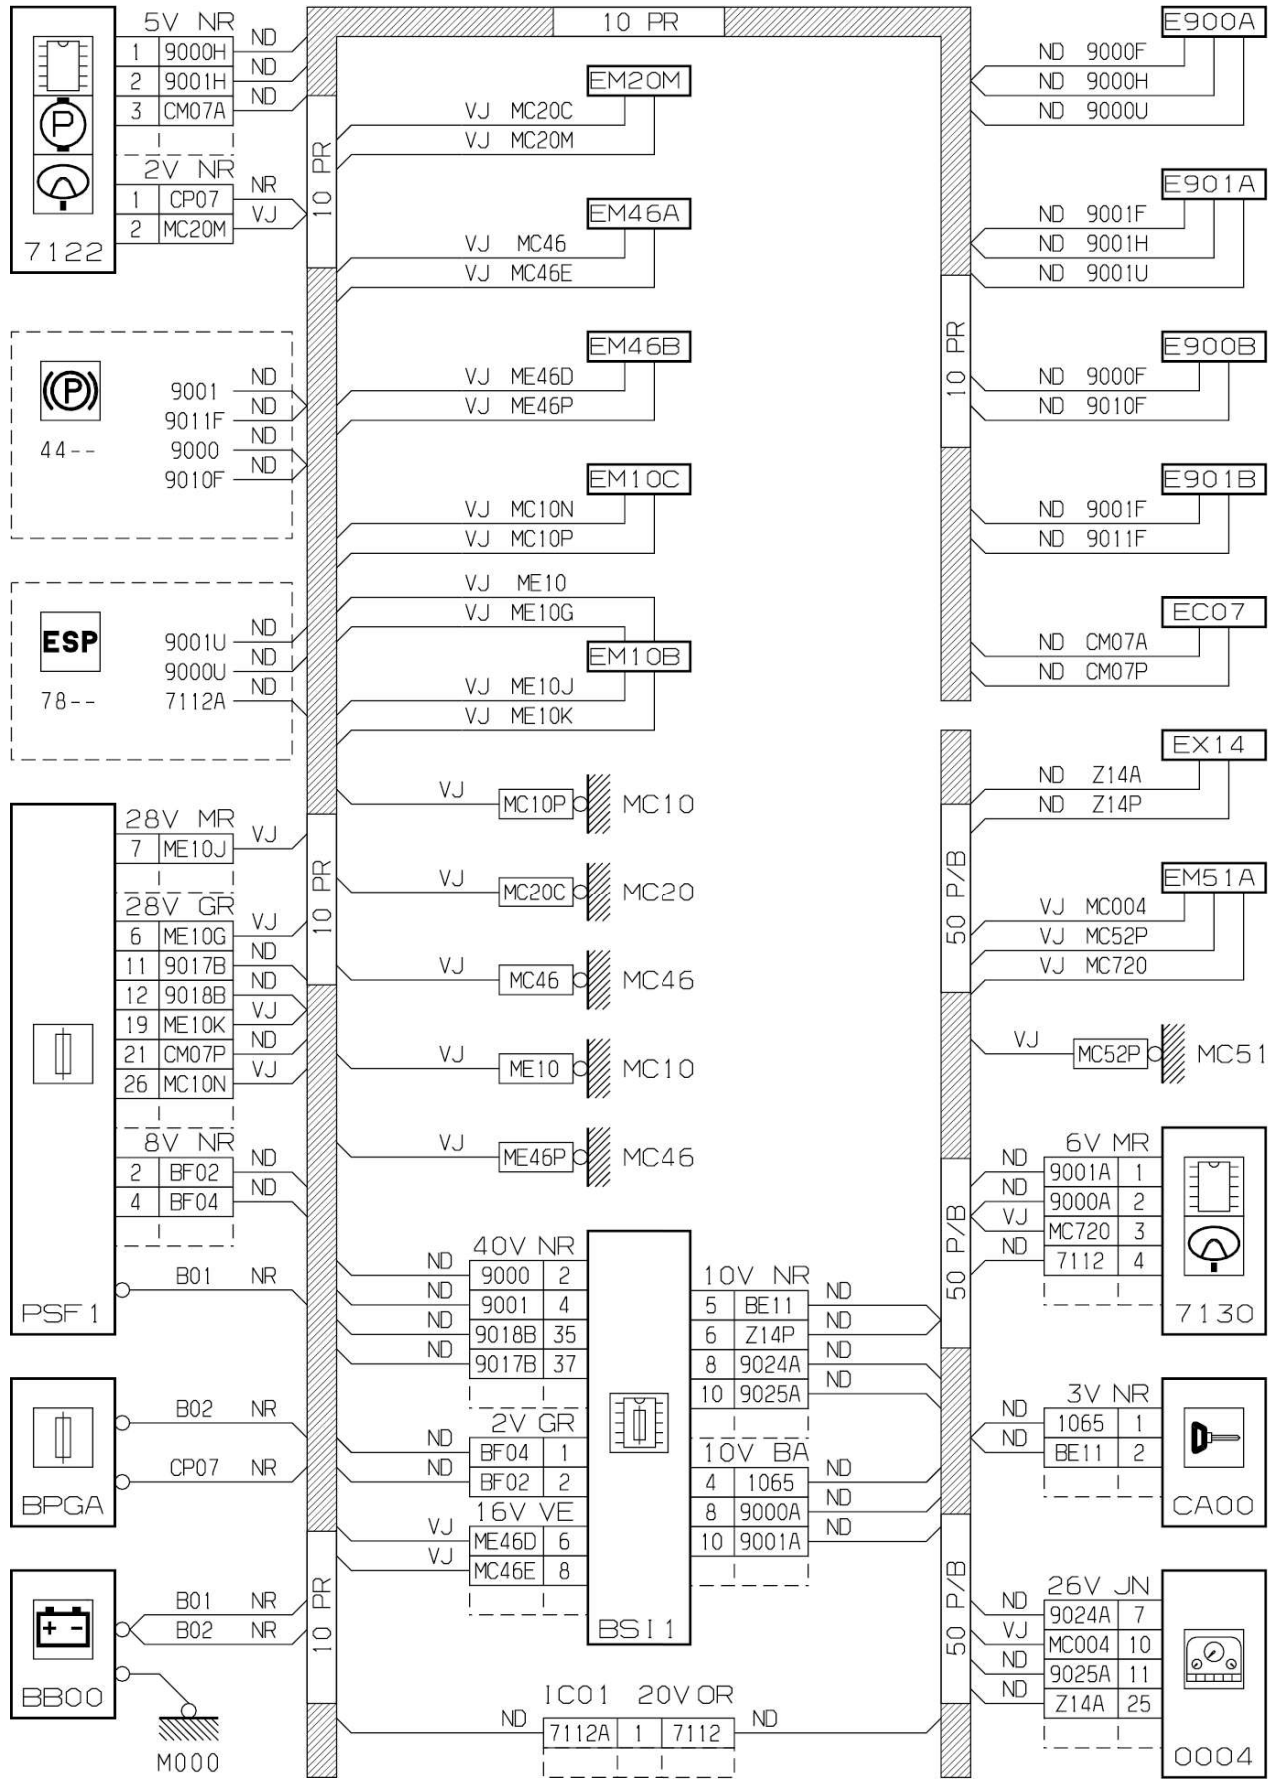 10 PR
5V NR
1 9000H ND
2 9001H ND
3 CM07A ND
2V NR
1 CP07 NR
2 MC20M VJ
7122
10 PR
P
44--
9001 ND
9011F ND
9000 ND
9010F ND
ESP
78--
9001U ND
9000U ND
7112A ND
28V MR
7 ME10J VJ
28V GR
6 ME10G VJ
11 9017B ND
12 9018B ND
19 ME10K VJ
21 CM07P ND
26 MC10N VJ
8V NR
2 BF02 ND
4 BF04 ND
B01 NR
PSF1
10 PR
B02 NR
CP07 NR
BPGA
B01 NR
B02 NR
BB00
M000
10 PR
EM20M
VJ MC20C
VJ MC20M
EM46A
VJ MC46
VJ MC46E
EM46B
VJ ME46D
VJ ME46P
EM10C
VJ MC10N
VJ MC10P
VJ ME10
VJ ME10G
EM10B
VJ ME10J
VJ ME10K
VJ MC10P MC10
VJ MC20C MC20
VJ MC46 MC46
VJ ME10 MC10
VJ ME46P MC46
40V NR
ND 9000 2
ND 9001 4
ND 9018B 35
ND 9017B 37
2V GR
ND BF04 1
ND BF02 2
16V VE
VJ ME46D 6
VJ MC46E 8
BSI1
10V NR
5 BE11 ND
6 Z14P ND
8 9024A ND
10 9025A ND
10V BA
4 1065 ND
8 9000A ND
10 9001A ND
IC01 20V OR
ND 7112A 1 7112 ND
E900A
ND 9000F
ND 9000H
ND 9000U
E901A
ND 9001F
ND 9001H
ND 9001U
10 PR
E900B
ND 9000F
ND 9010F
E901B
ND 9001F
ND 9011F
EC07
ND CM07A
ND CM07P
EX14
ND Z14A
ND Z14P
50 P/B
EM51A
VJ MC004
VJ MC52P
VJ MC720
VJ MC52P MC51
50 P/B
6V MR
ND 9001A 1
ND 9000A 2
VJ MC720 3
ND 7112 4
7130
3V NR
ND 1065 1
ND BE11 2
CA00
50 P/B
26V JN
ND 9024A 7
VJ MC004 10
ND 9025A 11
ND Z14A 25
0004